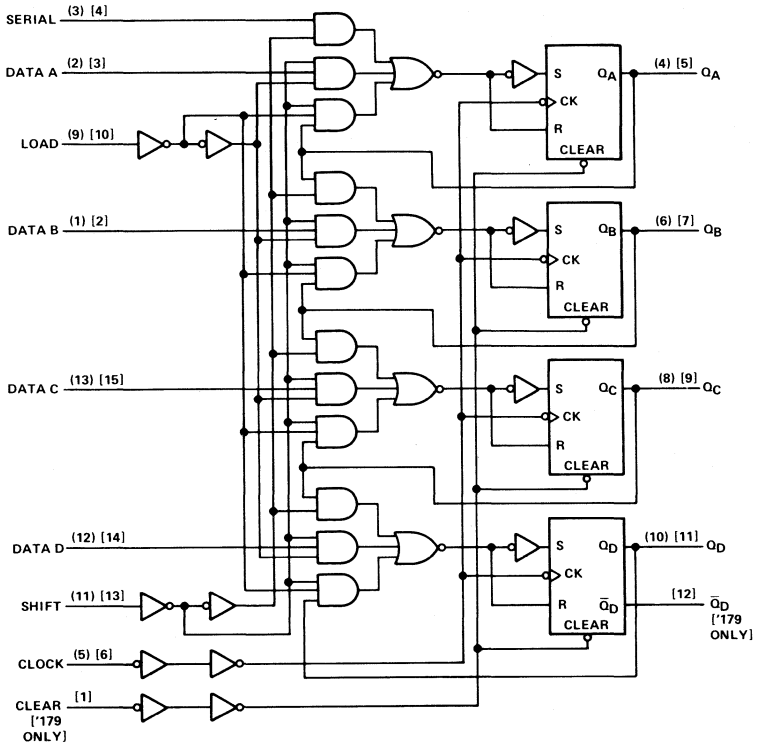 SERIAL (3) [4]
DATA A (2) [3]
LOAD (9) [10]
S QA (4) [5] QA
CK
R
CLEAR
DATA B (1) [2]
S QB (6) [7] QB
CK
R
CLEAR
DATA C (13) [15]
S QC (8) [9] QC
CK
R
CLEAR
DATA D (12) [14]
S QD (10) [11] QD
CK
R Q̅D [12] Q̅D
CLEAR
['179
ONLY]
SHIFT (11) [13]
CLOCK (5) [6]
CLEAR [1]
['179
ONLY]